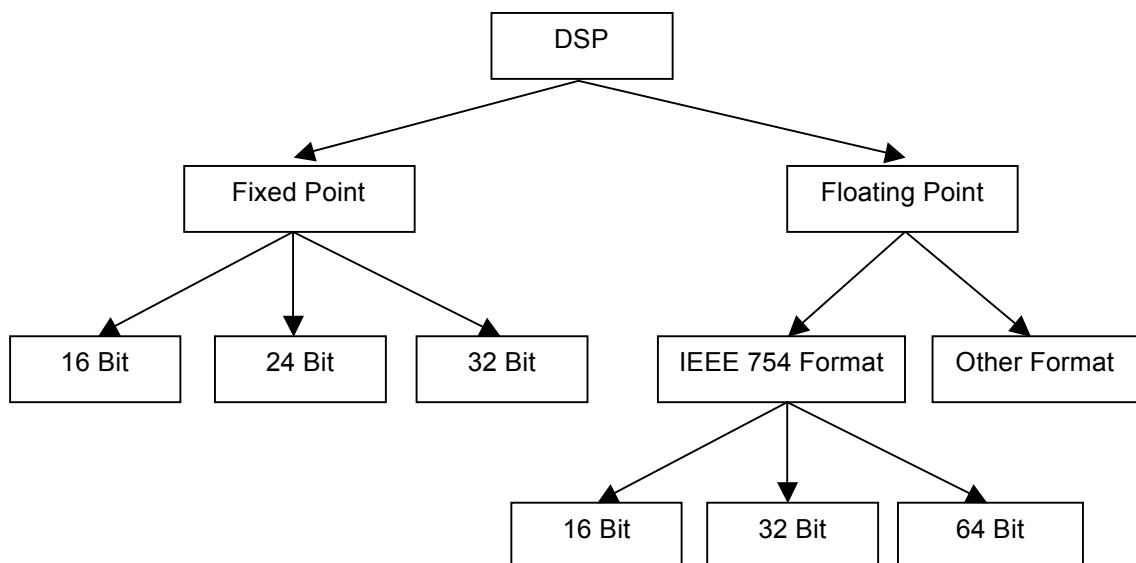 DSP
Fixed Point
Floating Point
16 Bit
24 Bit
32 Bit
IEEE 754 Format
Other Format
16 Bit
32 Bit
64 Bit